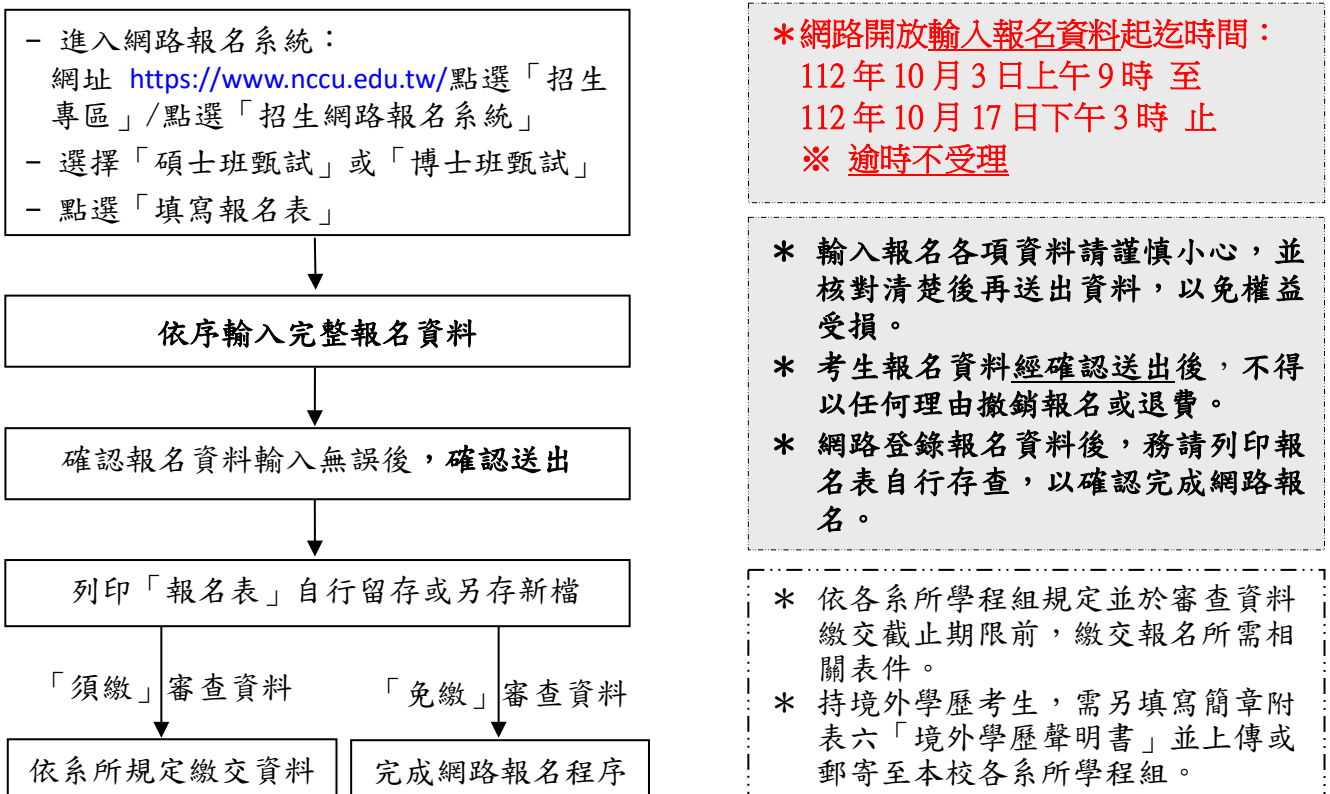 - 進入網路報名系統：
網址 https://www.nccu.edu.tw/點選「招生
專區」/點選「招生網路報名系統」
- 選擇「碩士班甄試」或「博士班甄試」
- 點選「填寫報名表」
依序輸入完整報名資料
確認報名資料輸入無誤後，確認送出
列印「報名表」自行留存或另存新檔
「須繳」審查資料
「免繳」審查資料
依系所規定繳交資料
完成網路報名程序
＊網路開放輸入報名資料起迄時間：
112 年 10 月 3 日上午 9 時 至
112 年 10 月 17 日下午 3 時 止
※ 逾時不受理
＊ 輸入報名各項資料請謹慎小心，並
核對清楚後再送出資料，以免權益
受損。
＊ 考生報名資料經確認送出後，不得
以任何理由撤銷報名或退費。
＊ 網路登錄報名資料後，務請列印報
名表自行存查，以確認完成網路報
名。
＊ 依各系所學程組規定並於審查資料
繳交截止期限前，繳交報名所需相
關表件。
＊ 持境外學歷考生，需另填寫簡章附
表六「境外學歷聲明書」並上傳或
郵寄至本校各系所學程組。